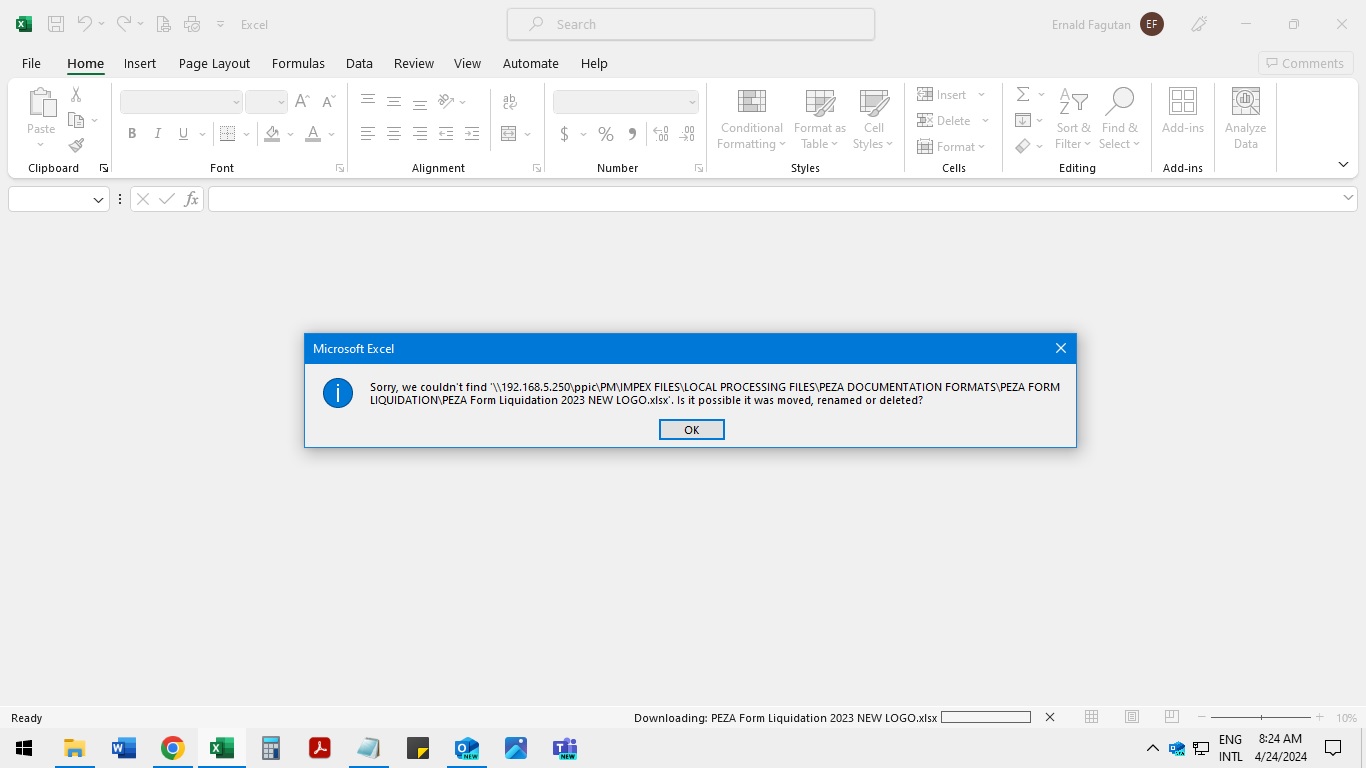 Excel
Search
Ernald Fagutan
EF
File
Home
Insert
Page Layout
Formulas
Data
Review
View
Automate
Help
Comments
Paste
Clipboard
B I U
A
Font
ab
Alignment
$ % 9
Number
Conditional
Formatting
Format as
Table
Cell
Styles
Styles
Insert
Delete
Format
Cells
Sort &
Filter
Find &
Select
Editing
Add-ins
Add-ins
Analyze
Data
fx
Microsoft Excel
Sorry, we couldn't find '\\192.168.5.250\ppic\PM\IMPEX FILES\LOCAL PROCESSING FILES\PEZA DOCUMENTATION FORMATS\PEZA FORM
LIQUIDATION\PEZA Form Liquidation 2023 NEW LOGO.xlsx'. Is it possible it was moved, renamed or deleted?
OK
Ready
Downloading: PEZA Form Liquidation 2023 NEW LOGO.xlsx
10%
ENG
INTL
8:24 AM
4/24/2024